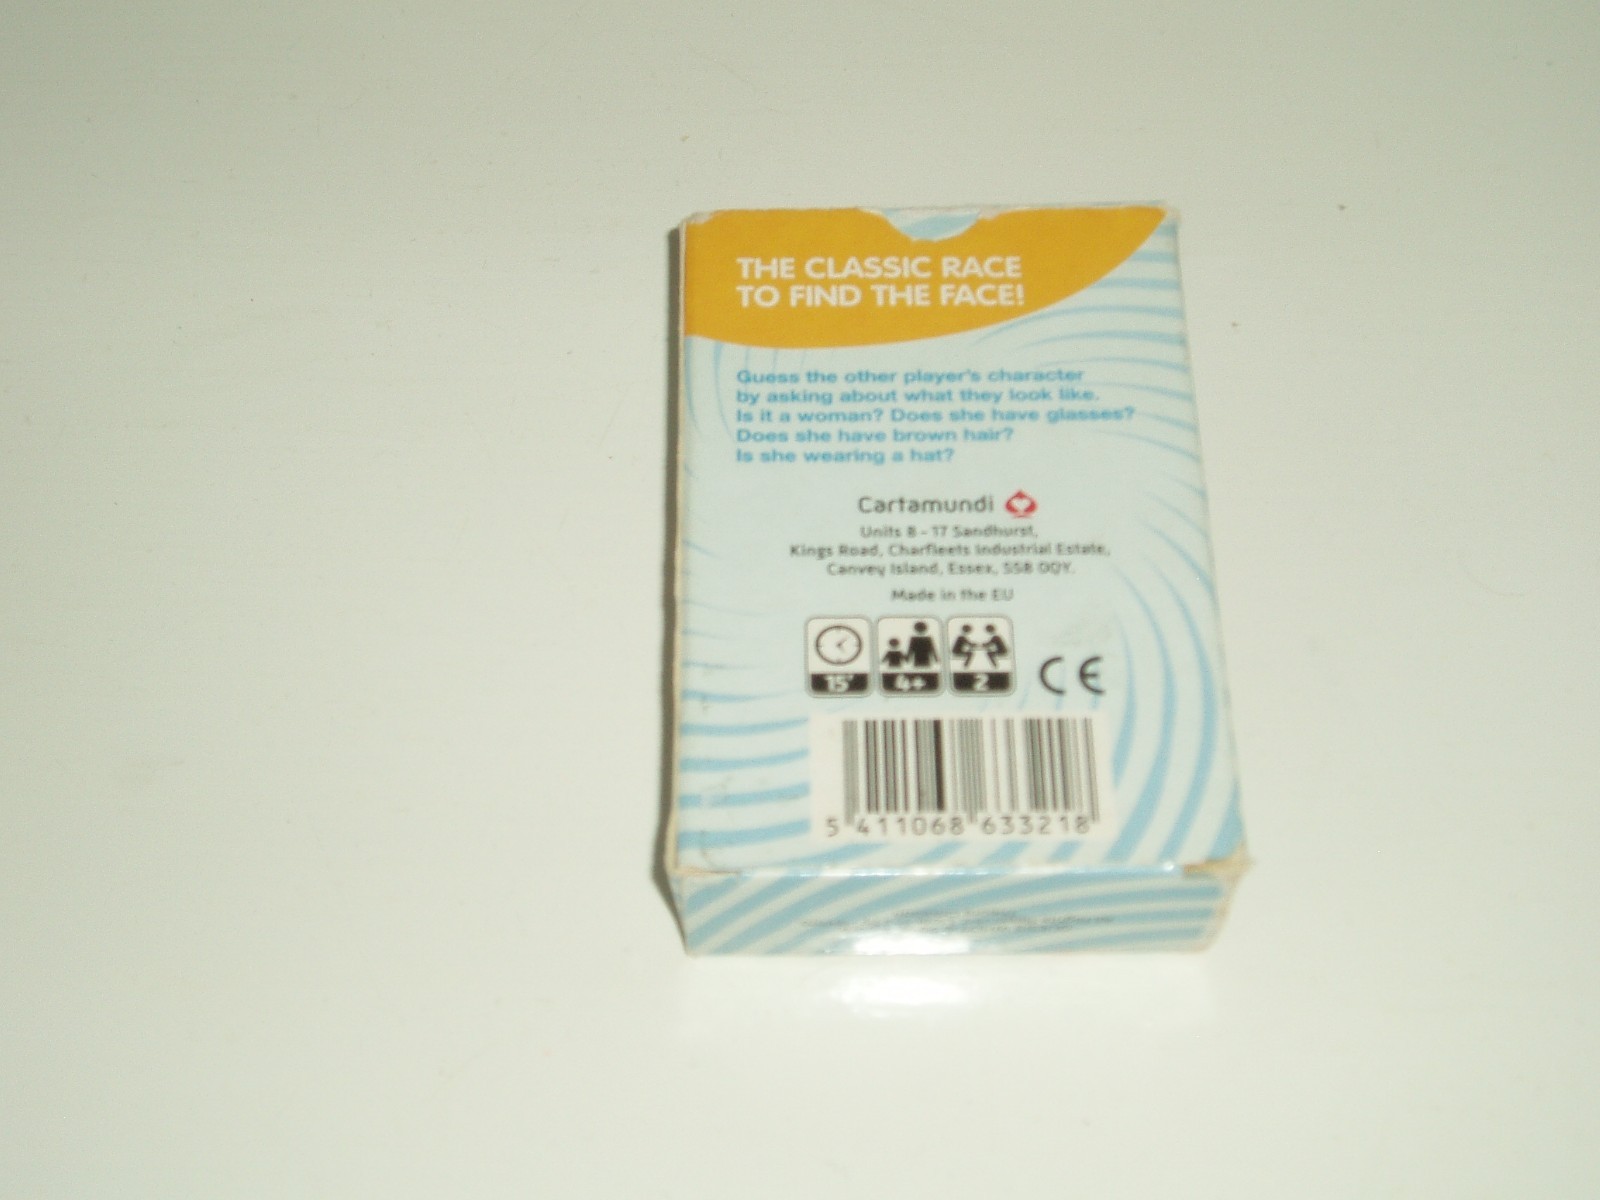 THE CLASSIC RACE
TO FIND THE FACE!
Guess the other player's character
by asking about what they look like.
Is it a woman? Does she have glasses?
Does she have brown hair?
Is she wearing a hat?
Cartamundi
Units 8 - 17 Sandhurst,
Kings Road, Charfleets Industrial Estate,
Canvey Island, Essex, SS8 0QY.
Made in the EU
15' 4+ 2 CE
5 411068 633218